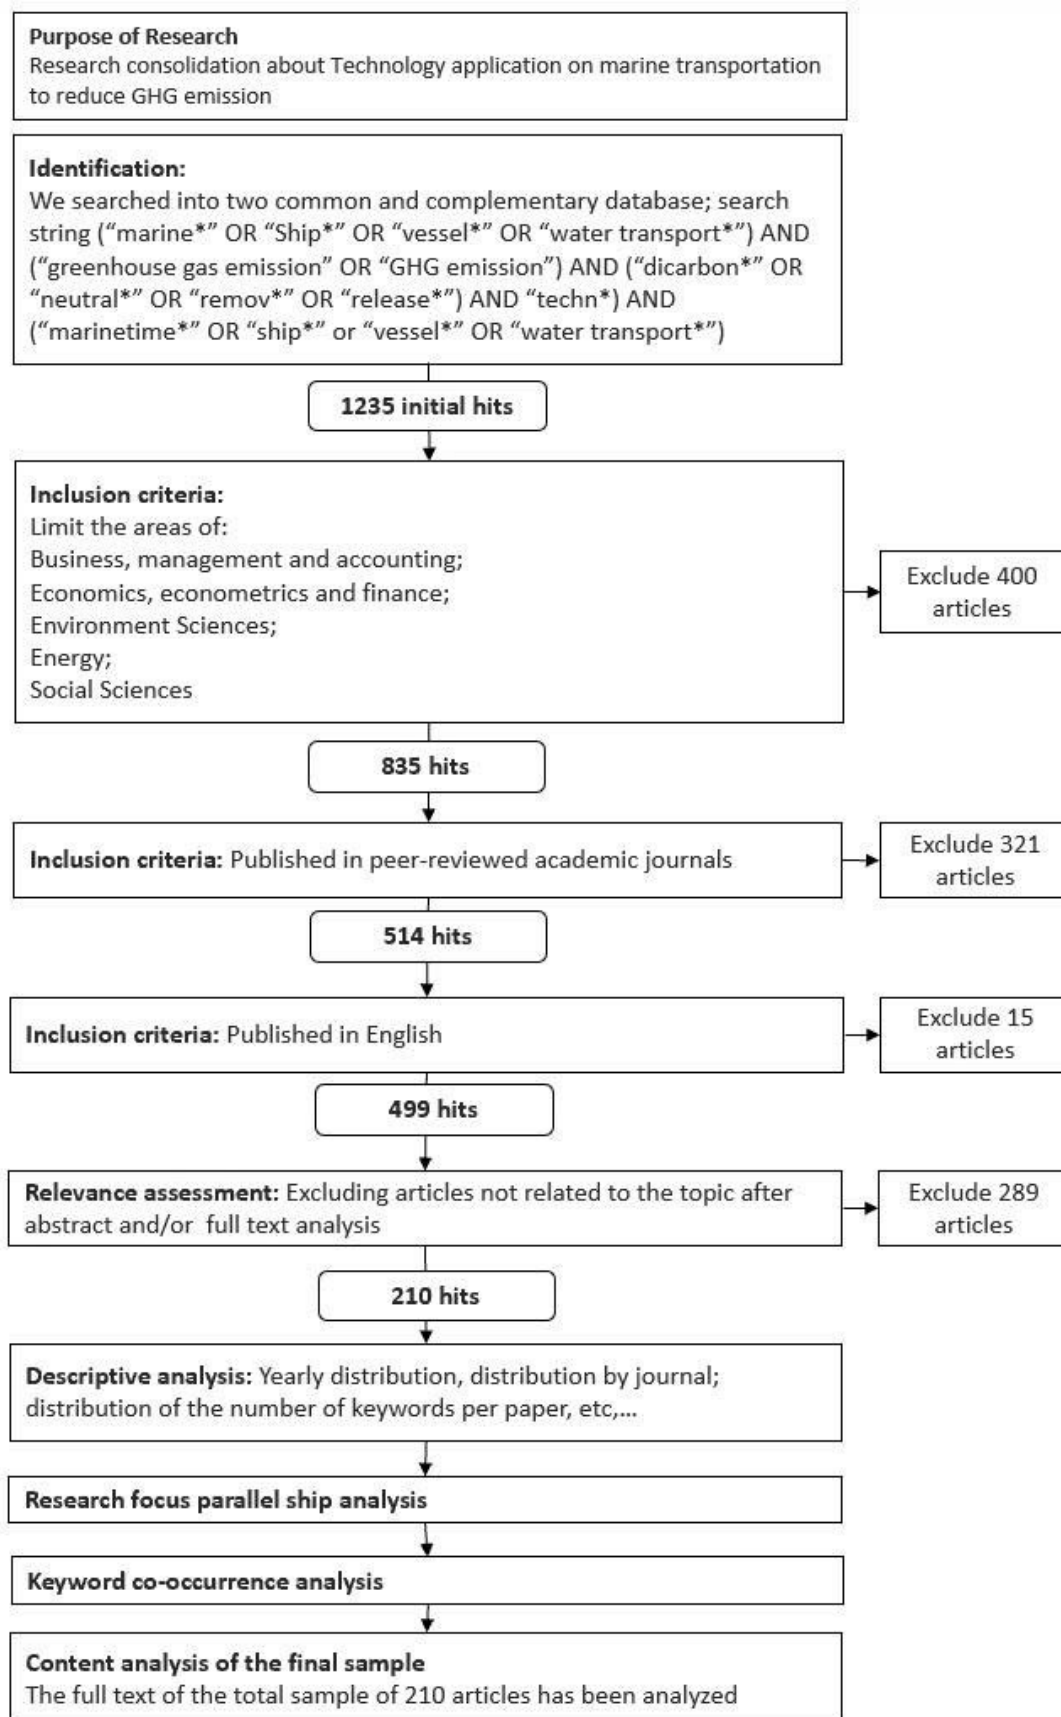 Purpose of Research
Research consolidation about Technology application on marine transportation
to reduce GHG emission
Identification:
We searched into two common and complementary database; search
string (“marine*” OR “Ship*” OR “vessel*” OR “water transport*”) AND
(“greenhouse gas emission” OR “GHG emission”) AND (“dicarbon*” OR
“neutral*” OR “remov*” OR “release*”) AND “techn*) AND
(“marinetime*” OR “ship*” or “vessel*” OR “water transport*”)
1235 initial hits
Inclusion criteria:
Limit the areas of:
Business, management and accounting;
Economics, econometrics and finance;
Environment Sciences;
Energy;
Social Sciences
Exclude 400
articles
835 hits
Inclusion criteria: Published in peer-reviewed academic journals
Exclude 321
articles
514 hits
Inclusion criteria: Published in English
Exclude 15
articles
499 hits
Relevance assessment: Excluding articles not related to the topic after
abstract and/or  full text analysis
Exclude 289
articles
210 hits
Descriptive analysis: Yearly distribution, distribution by journal;
distribution of the number of keywords per paper, etc,...
Research focus parallel ship analysis
Keyword co-occurrence analysis
Content analysis of the final sample
The full text of the total sample of 210 articles has been analyzed